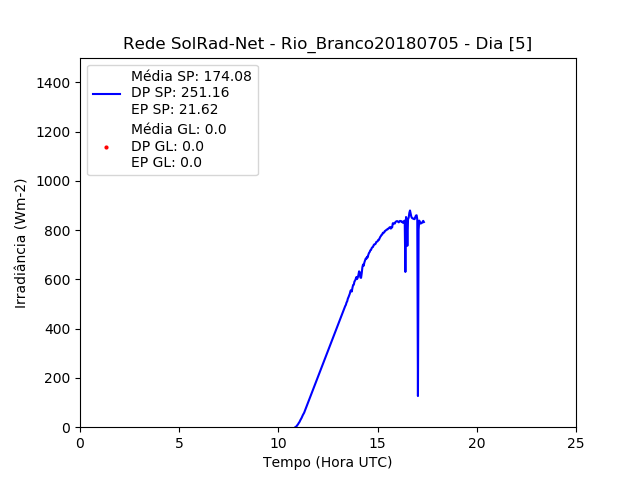 Rede SolRad-Net - Rio_Branco20180705 - Dia [5]
Média SP: 174.08
DP SP: 251.16
EP SP: 21.62
Média GL: 0.0
DP GL: 0.0
EP GL: 0.0
1400
1200
1000
800
600
400
200
0
Irradiância (Wm-2)
0 5 10 15 20 25
Tempo (Hora UTC)